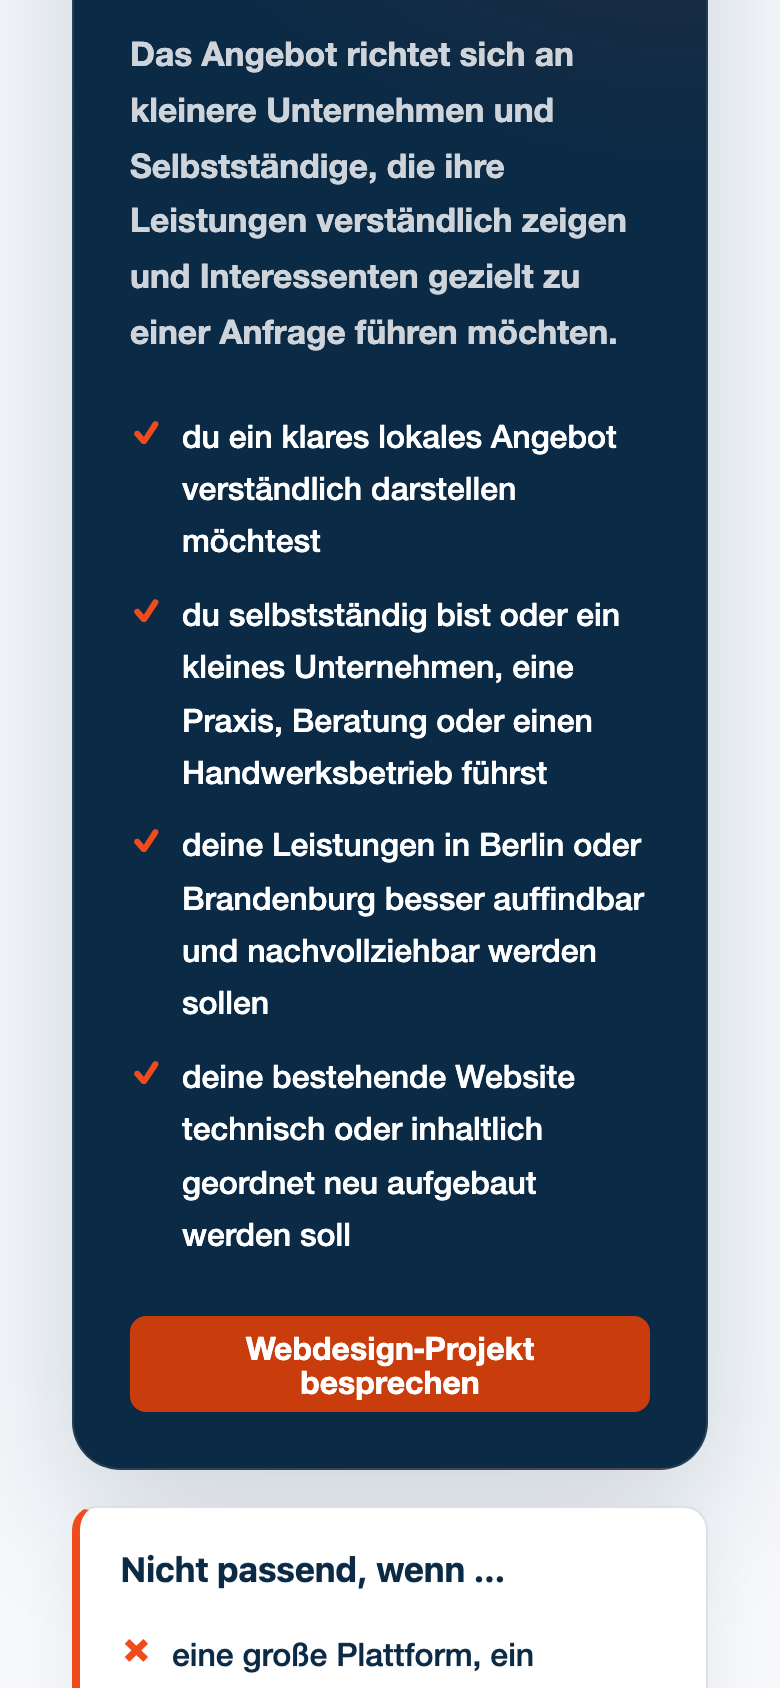 Das Angebot richtet sich an
kleinere Unternehmen und
Selbstständige, die ihre
Leistungen verständlich zeigen
und Interessenten gezielt zu
einer Anfrage führen möchten.
du ein klares lokales Angebot
verständlich darstellen
möchtest
du selbstständig bist oder ein
kleines Unternehmen, eine
Praxis, Beratung oder einen
Handwerksbetrieb führst
deine Leistungen in Berlin oder
Brandenburg besser auffindbar
und nachvollziehbar werden
sollen
deine bestehende Website
technisch oder inhaltlich
geordnet neu aufgebaut
werden soll
Webdesign-Projekt
besprechen
Nicht passend, wenn ...
eine große Plattform, ein